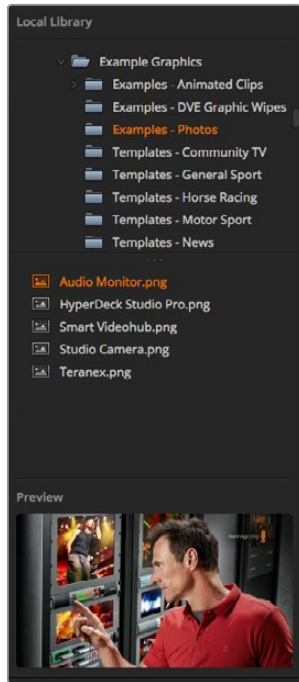 Local Library
Example Graphics
Examples - Animated Clips
Examples - DVE Graphic Wipes
Examples - Photos
Templates - Community TV
Templates - General Sport
Templates - Horse Racing
Templates - Motor Sport
Templates - News
Audio Monitor.png
HyperDeck Studio Pro.png
Smart Videohub.png
Studio Camera.png
Teranex.png
Preview